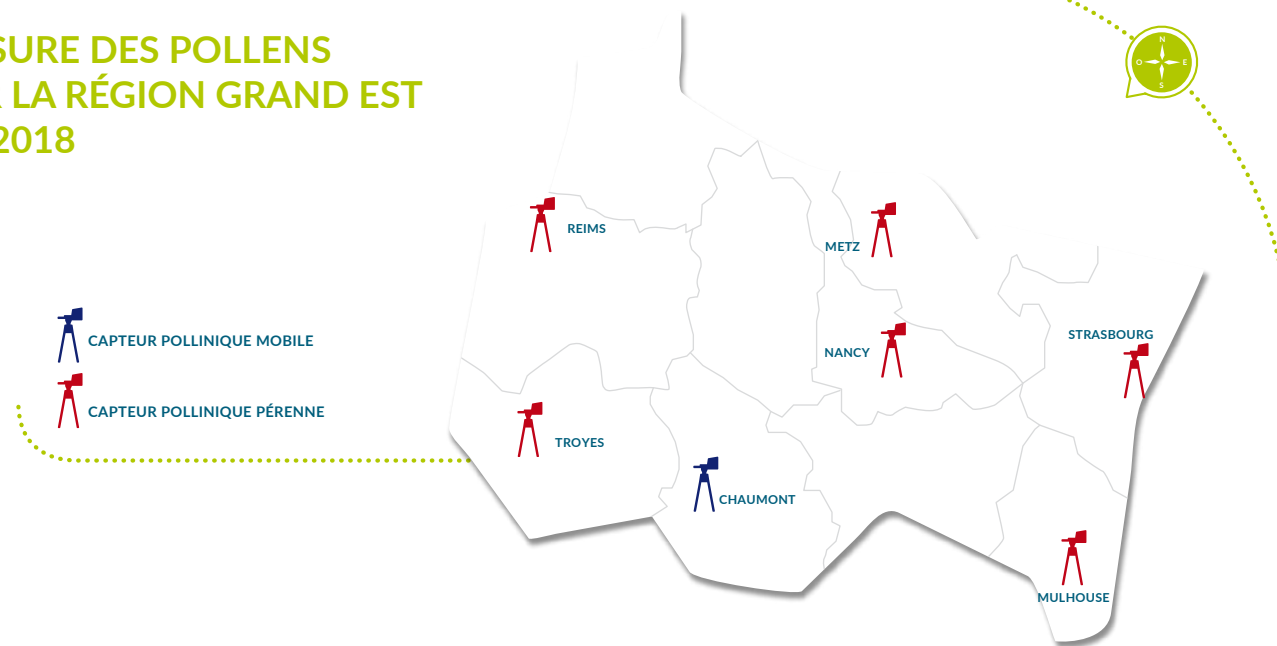 SURE DES POLLENS
LA RÉGION GRAND EST
2018
N
O E
S
REIMS
METZ
STRASBOURG
CAPTEUR POLLINIQUE MOBILE
NANCY
CAPTEUR POLLINIQUE PÉRENNE
TROYES
CHAUMONT
MULHOUSE